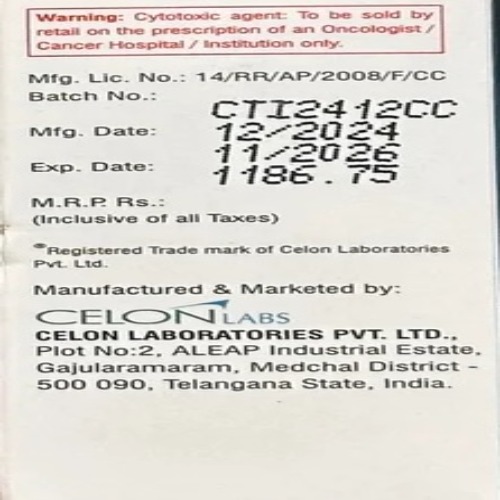 Warning: Cytotoxic agent: To be sold by
retail on the prescription of an Oncologist /
Cancer Hospital / Institution only.
Mfg. Lic. No.: 14/RR/AP/2008/F/CC
Batch No.: CTI2412CC
Mfg. Date: 12/2024
Exp. Date: 11/2026
M.R.P. Rs.: 1186.75
(Inclusive of all Taxes)
®Registered Trade mark of Celon Laboratories
Pvt. Ltd.
Manufactured & Marketed by:
CELON LABS
CELON LABORATORIES PVT. LTD.,
Plot No:2, ALEAP Industrial Estate,
Gajularamaram, Medchal District -
500 090, Telangana State, India.